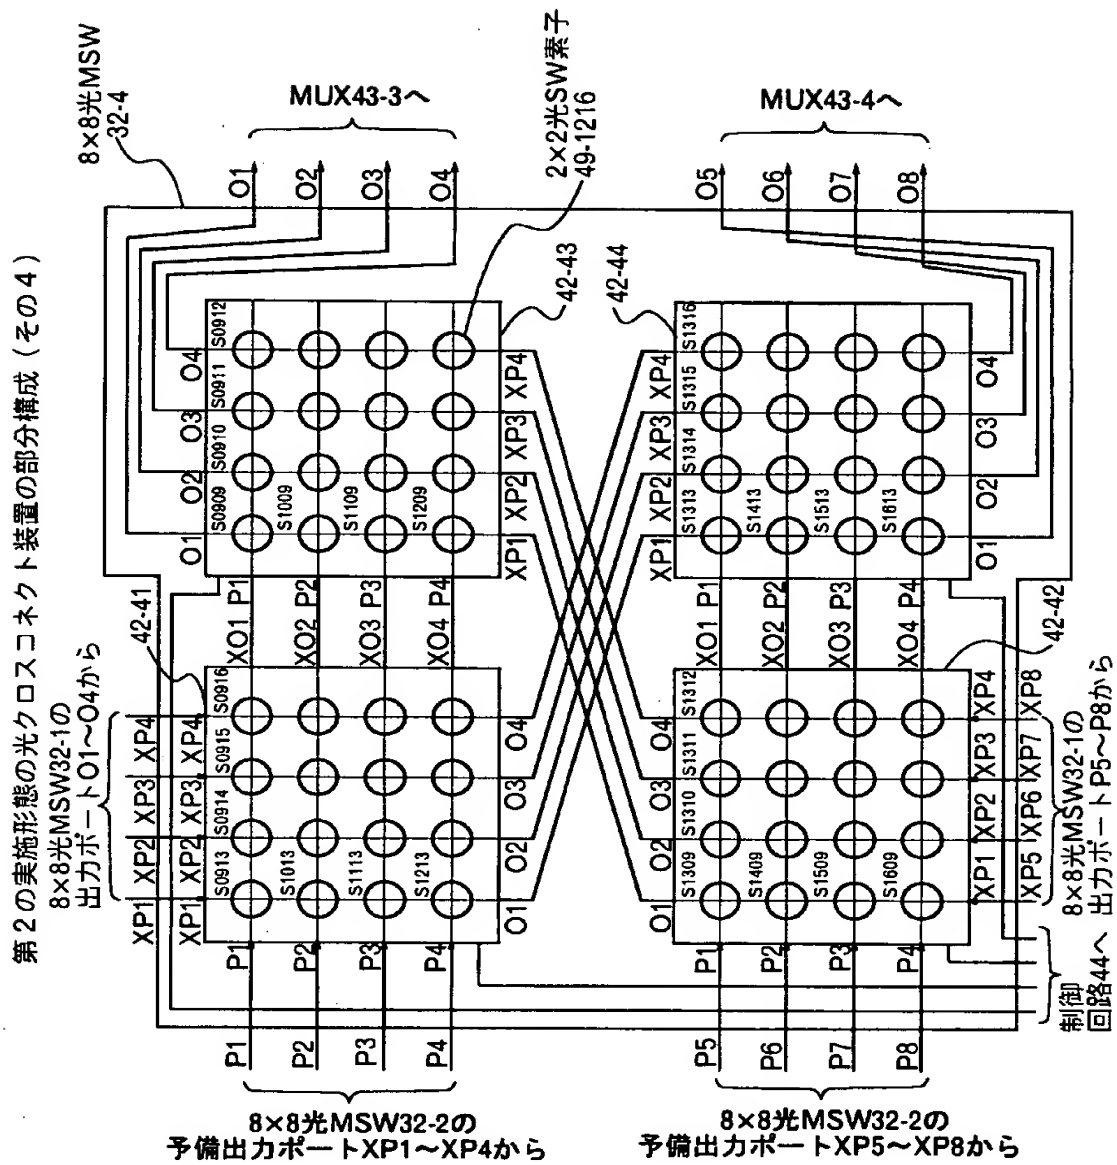 第2の実施形態の光クロスコネクト装置の部分構成（その4）
8×8光MSW
32-4
8×8光MSW32-1の
出力ポートO1～O4から
XP1 XP2 XP3 XP4
XP1 XP2 XP3 XP4
42-41
S0913 S0914 S0915 S0916
S1013
S1113
S1213
P1 P1
P2 P2
P3 P3
P4 P4
8×8光MSW32-2の
予備出力ポートXP1～XP4から
O1 O2 O3 O4
XO1 P1
XO2 P2
XO3 P3
XO4 P4
O1 O2 O3 O4
S0909 S0910 S0911 S0912
S1009
S1109
S1209
XP1 XP2 XP3 XP4
42-43
O1
O2
O3
O4
MUX43-3へ
2×2光SW素子
49-1216
O1 O2 O3 O4
S1309 S1310 S1311 S1312
S1409
S1509
S1609
P5 P1
P6 P2
P7 P3
P8 P4
8×8光MSW32-2の
予備出力ポートXP5～XP8から
XP1 XP2 XP3 XP4
XP5 XP6 XP7 XP8
8×8光MSW32-1の
出力ポートP5～P8から
42-42
XO1 P1
XO2 P2
XO3 P3
XO4 P4
42-44
XP1 XP2 XP3 XP4
S1313 S1314 S1315 S1316
S1413
S1513
S1613
O1 O2 O3 O4
O5
O6
O7
O8
MUX43-4へ
制御
回路44へ